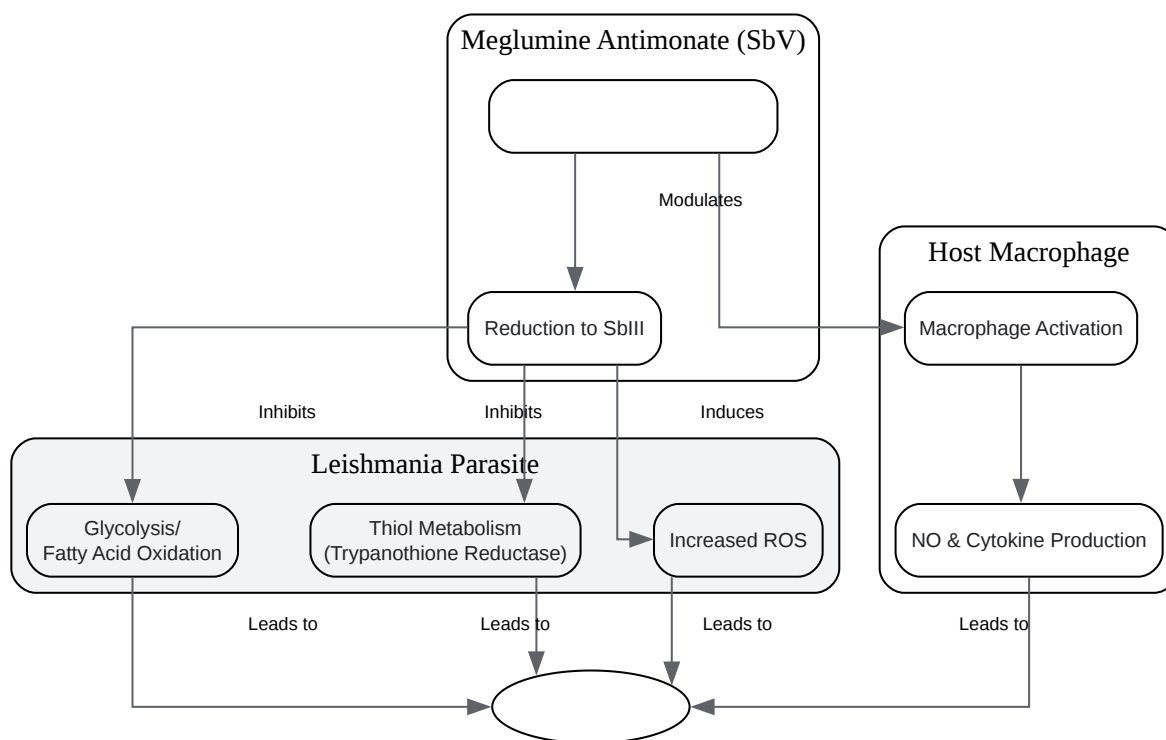 Meglumine Antimonate (SbV)
Modulates
Host Macrophage
Reduction to SbIII
Macrophage Activation
Inhibits
Inhibits
Induces
Leishmania Parasite
Glycolysis/
Fatty Acid Oxidation
Thiol Metabolism
(Trypanothione Reductase)
Increased ROS
NO & Cytokine Production
Leads to
Leads to
Leads to
Leads to